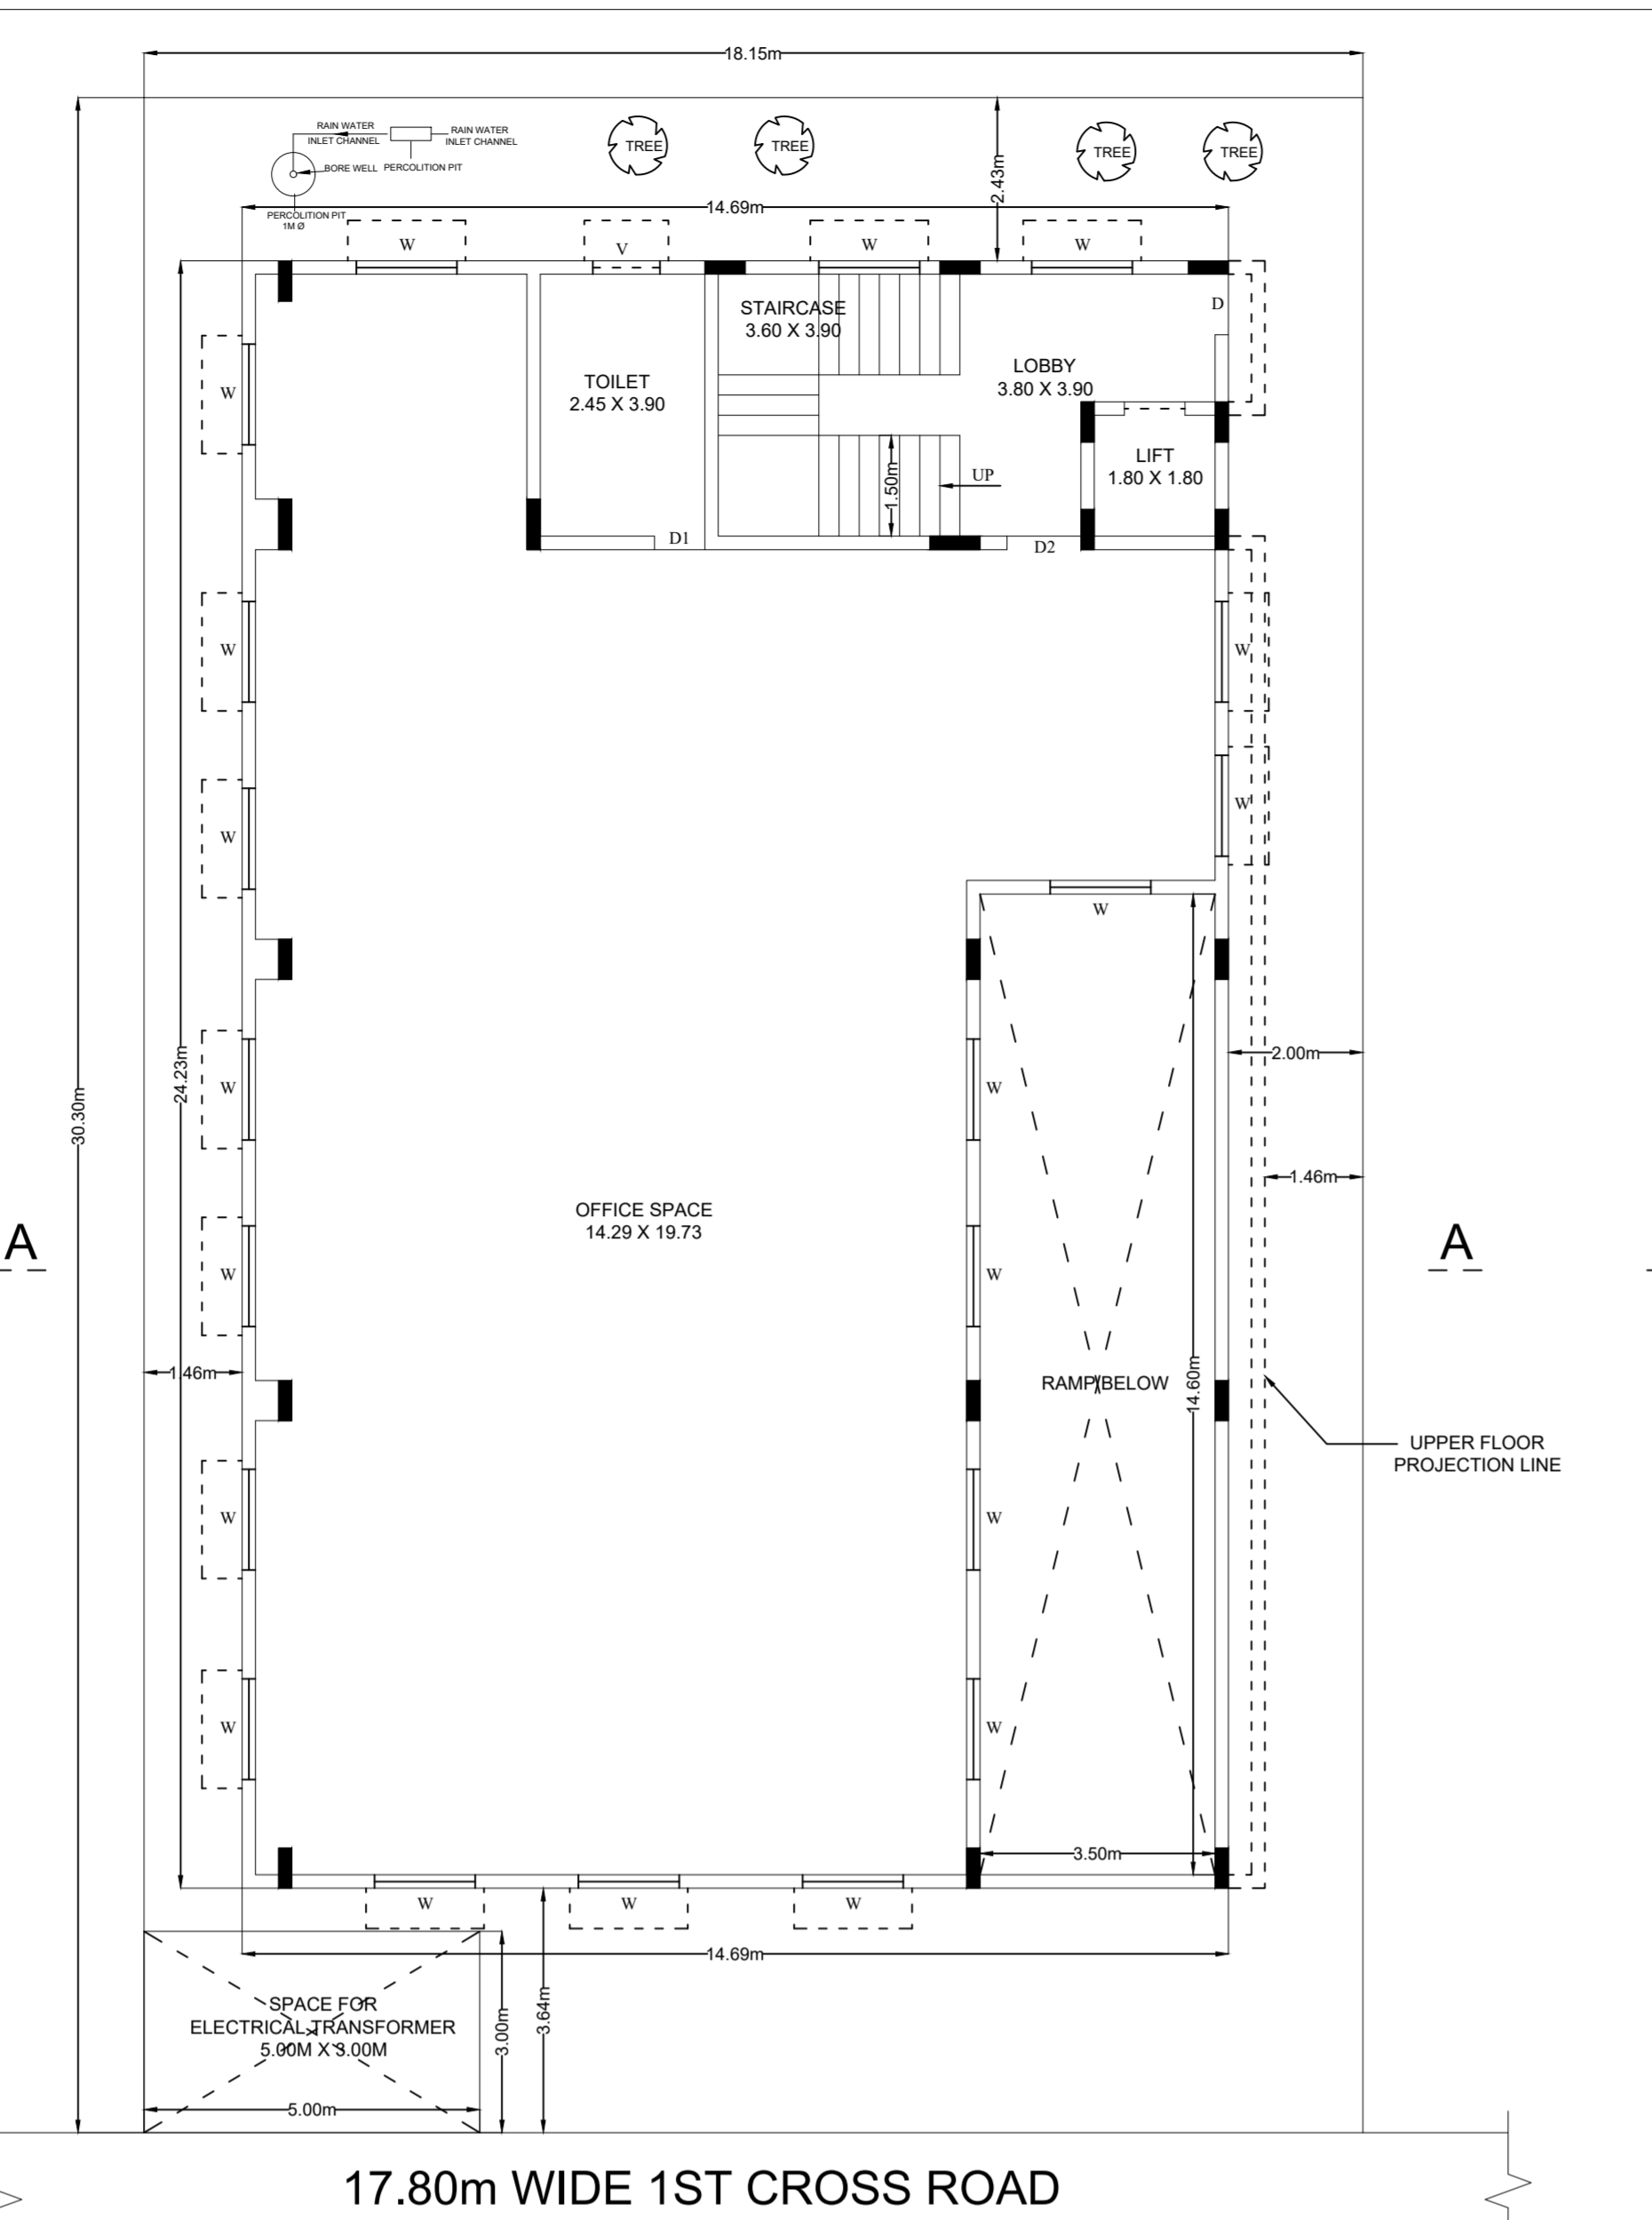 18.15m
RAIN WATER
INLET CHANNEL
RAIN WATER
INLET CHANNEL
BORE WELL
PERCOLITION PIT
PERCOLITION PIT
1M Ø
TREE
TREE
TREE
TREE
2.43m
14.69m
W
V
W
W
D
STAIRCASE
3.60 X 3.90
LOBBY
3.80 X 3.90
TOILET
2.45 X 3.90
W
LIFT
1.80 X 1.80
UP
1.50m
D1
D2
W
W
W
W
W
W
24.23m
30.30m
2.00m
W
W
1.46m
A
A
OFFICE SPACE
14.29 X 19.73
W
W
1.46m
RAMP BELOW
14.60m
UPPER FLOOR
PROJECTION LINE
W
W
W
W
3.50m
W
W
W
14.69m
SPACE FOR
ELECTRICAL TRANSFORMER
5.00M X 3.00M
3.00m
3.64m
5.00m
17.80m WIDE 1ST CROSS ROAD